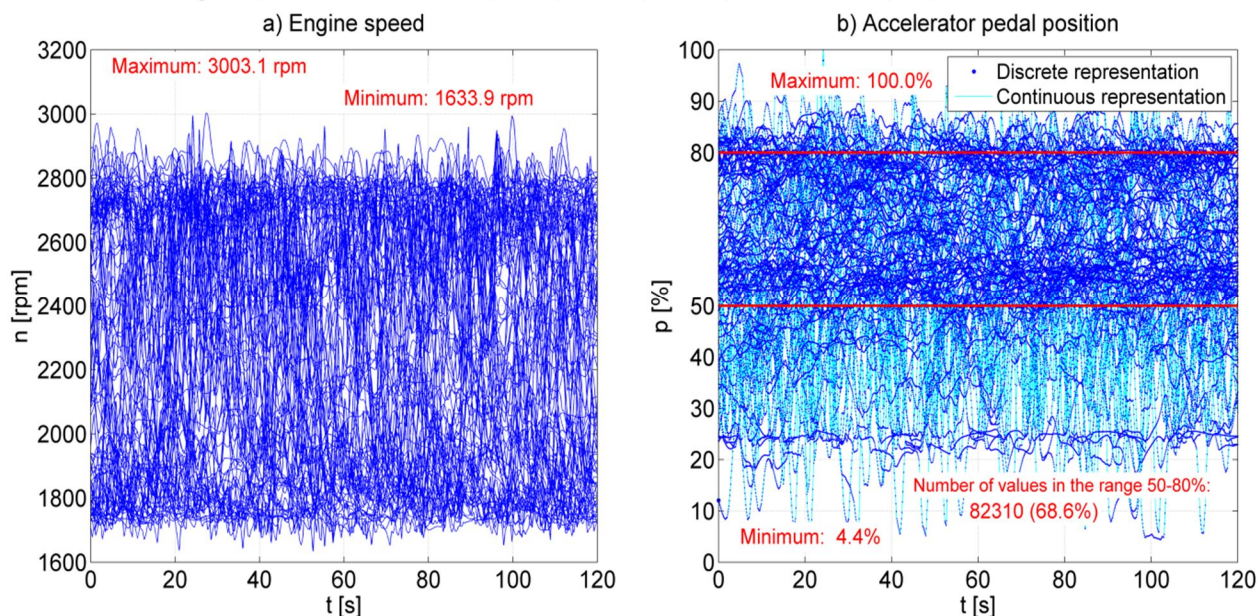 a) Engine speed
Maximum: 3003.1 rpm
Minimum: 1633.9 rpm
n [rpm]
3200
3000
2800
2600
2400
2200
2000
1800
1600
0 20 40 60 80 100 120
t [s]
b) Accelerator pedal position
Maximum: 100.0%
Discrete representation
Continuous representation
p [%]
100
90
80
50
40
30
20
10
0
Number of values in the range 50-80%:
82310 (68.6%)
Minimum: 4.4%
0 20 40 60 80 100 120
t [s]